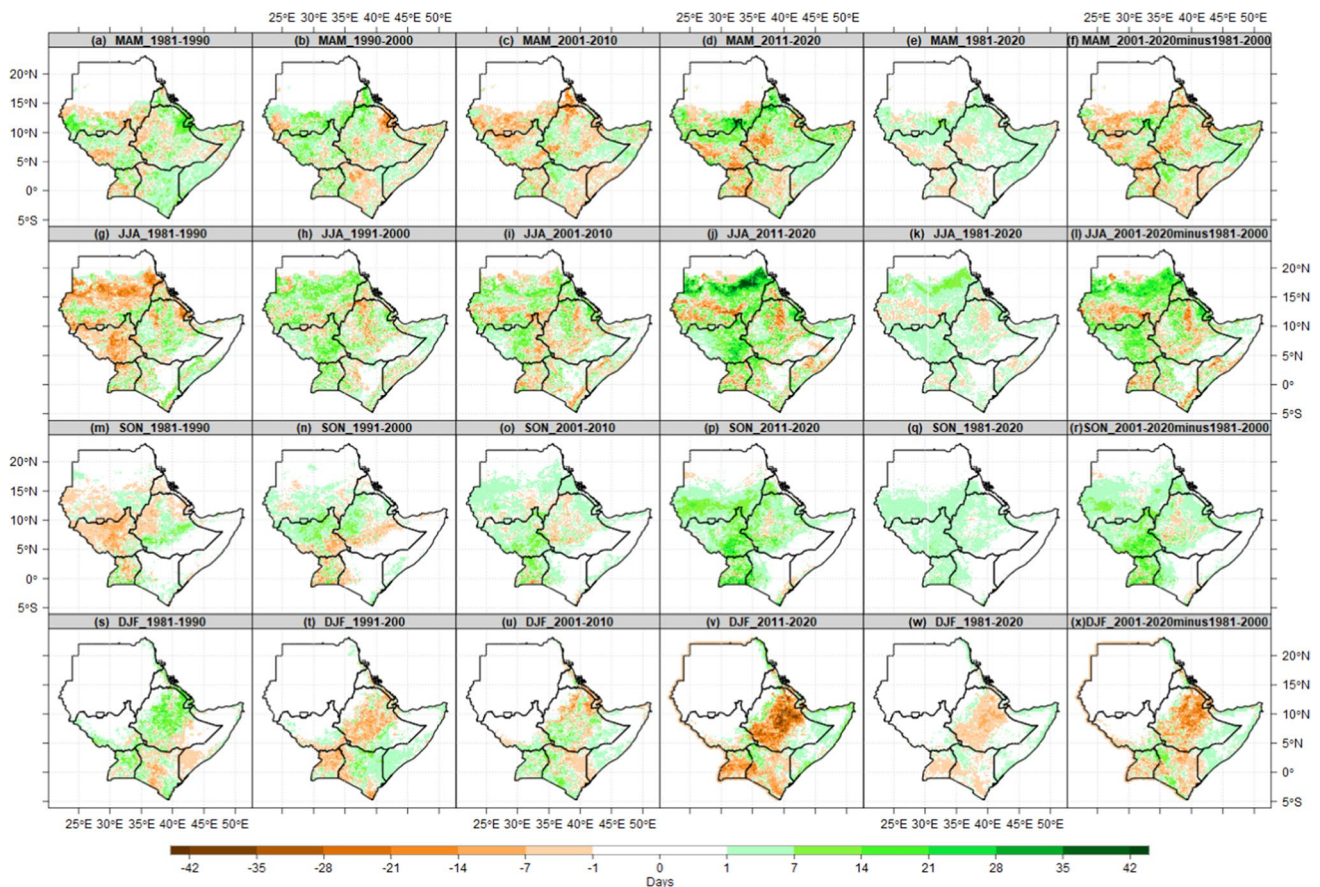 25°E 30°E 35°E 40°E 45°E 50°E 25°E 30°E 35°E 40°E 45°E 50°E
(a) MAM_1981-1990 (b) MAM_1990-2000 (c) MAM_2001-2010 (d) MAM_2011-2020 (e) MAM_1981-2020 (f) MAM_2001-2020minus1981-2000
20°N
15°N
10°N
5°N
0°
5°S
(g) JJA_1981-1990 (h) JJA_1991-2000 (i) JJA_2001-2010 (j) JJA_2011-2020 (k) JJA_1981-2020 (l) JJA_2001-2020minus1981-2000
20°N
15°N
10°N
5°N
0°
5°S
(m) SON_1981-1990 (n) SON_1991-2000 (o) SON_2001-2010 (p) SON_2011-2020 (q) SON_1981-2020 (r)SON_2001-2020minus1981-2000
20°N
15°N
10°N
5°N
0°
5°S
(s) DJF_1981-1990 (t) DJF_1991-200 (u) DJF_2001-2010 (v) DJF_2011-2020 (w) DJF_1981-2020 (x)DJF_2001-2020minus1981-2000
20°N
15°N
10°N
5°N
0°
5°S
25°E 30°E 35°E 40°E 45°E 50°E 25°E 30°E 35°E 40°E 45°E 50°E 25°E 30°E 35°E 40°E 45°E 50°E
-42 -35 -28 -21 -14 -7 -1 0 1 7 14 21 28 35 42
Days